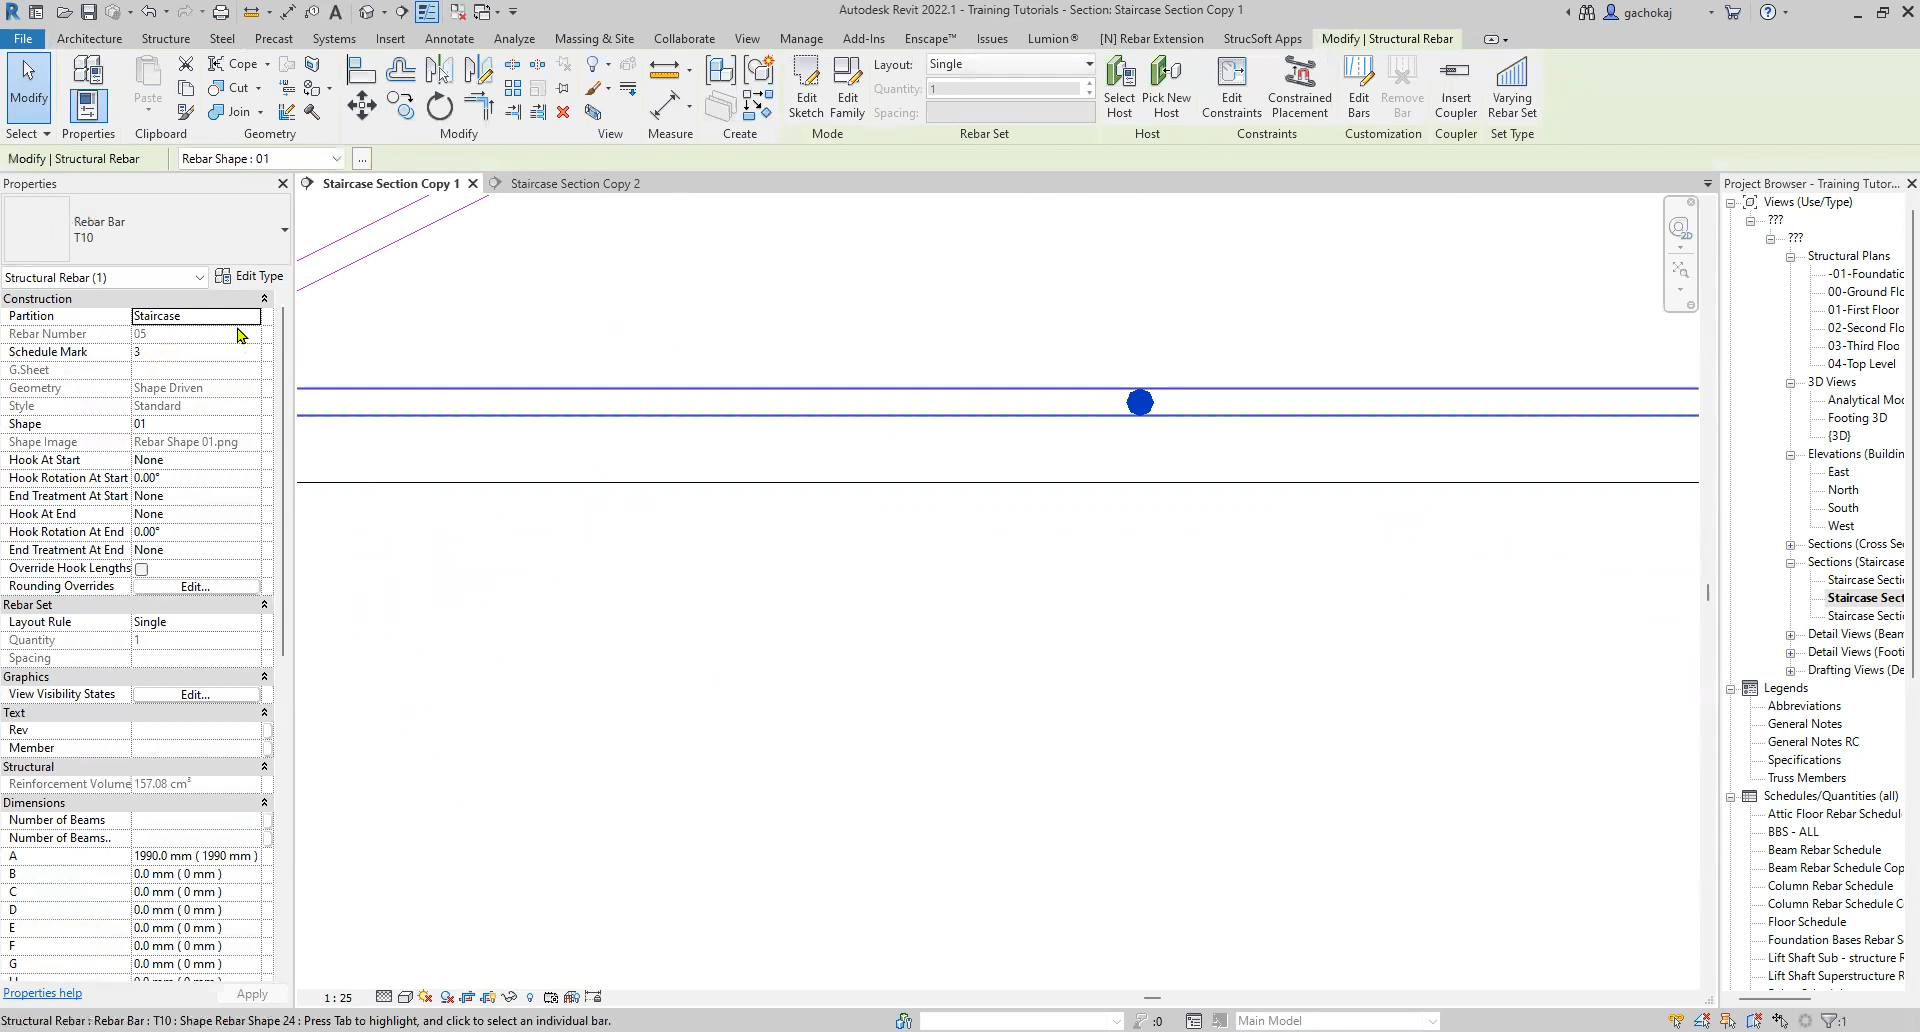 Autodesk Revit 2022.1 - Training Tutorials - Section: Staircase Section Copy 1
gachokaj
File Architecture Structure Steel Precast Systems Insert Annotate Analyze Massing & Site Collaborate View Manage Add-Ins Enscape™ Issues Lumion® [N] Rebar Extension StrucSoft Apps Modify | Structural Rebar
Modify
Paste
Cope
Cut
Join
Edit Sketch
Edit Family
Layout: Single
Quantity: 1
Spacing:
Select Host
Pick New Host
Edit Constraints
Constrained Placement
Edit Bars
Remove Bar
Insert Coupler
Varying Rebar Set
Select Properties Clipboard Geometry Modify View Measure Create Mode Rebar Set Host Constraints Customization Coupler Set Type
Modify | Structural Rebar Rebar Shape : 01 ...
Properties
Rebar Bar
T10
Structural Rebar (1) Edit Type
Construction
Partition Staircase
Rebar Number 05
Schedule Mark 3
G.Sheet
Geometry Shape Driven
Style Standard
Shape 01
Shape Image Rebar Shape 01.png
Hook At Start None
Hook Rotation At Start 0.00°
End Treatment At Start None
Hook At End None
Hook Rotation At End 0.00°
End Treatment At End None
Override Hook Lengths
Rounding Overrides Edit...
Rebar Set
Layout Rule Single
Quantity 1
Spacing
Graphics
View Visibility States Edit...
Text
Rev
Member
Structural
Reinforcement Volume 157.08 cm³
Dimensions
Number of Beams
Number of Beams..
A 1990.0 mm ( 1990 mm )
B 0.0 mm ( 0 mm )
C 0.0 mm ( 0 mm )
D 0.0 mm ( 0 mm )
E 0.0 mm ( 0 mm )
F 0.0 mm ( 0 mm )
G 0.0 mm ( 0 mm )
Properties help Apply
Staircase Section Copy 1
Staircase Section Copy 2
2D
1 : 25
Project Browser - Training Tutor...
Views (Use/Type)
???
???
Structural Plans
-01-Foundatic
00-Ground Flc
01-First Floor
02-Second Flo
03-Third Floo
04-Top Level
3D Views
Analytical Moc
Footing 3D
{3D}
Elevations (Buildin
East
North
South
West
Sections (Cross Se
Sections (Staircase
Staircase Secti
Staircase Sect
Staircase Secti
Detail Views (Bear
Detail Views (Footi
Drafting Views (De
Legends
Abbreviations
General Notes
General Notes RC
Specifications
Truss Members
Schedules/Quantities (all)
Attic Floor Rebar Schedul
BBS - ALL
Beam Rebar Schedule
Beam Rebar Schedule Cop
Column Rebar Schedule
Column Rebar Schedule C
Floor Schedule
Foundation Bases Rebar S
Lift Shaft Sub - structure R
Lift Shaft Superstructure R
Structural Rebar : Rebar Bar : T10 : Shape Rebar Shape 24 : Press Tab to highlight, and click to select an individual bar.
:0
Main Model
:1